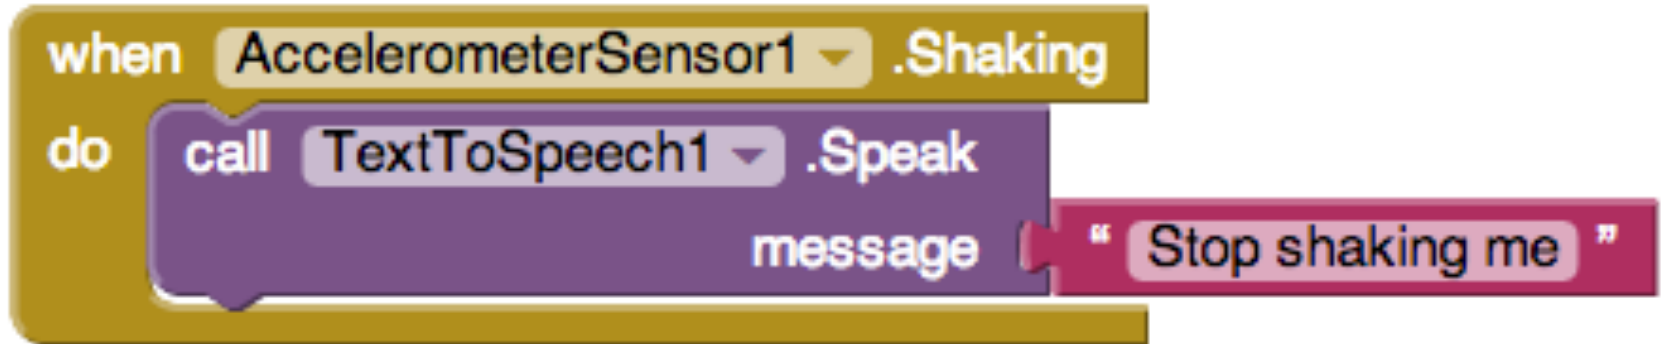 when AccelerometerSensor1 .Shaking
do call TextToSpeech1 .Speak
message “ Stop shaking me ”